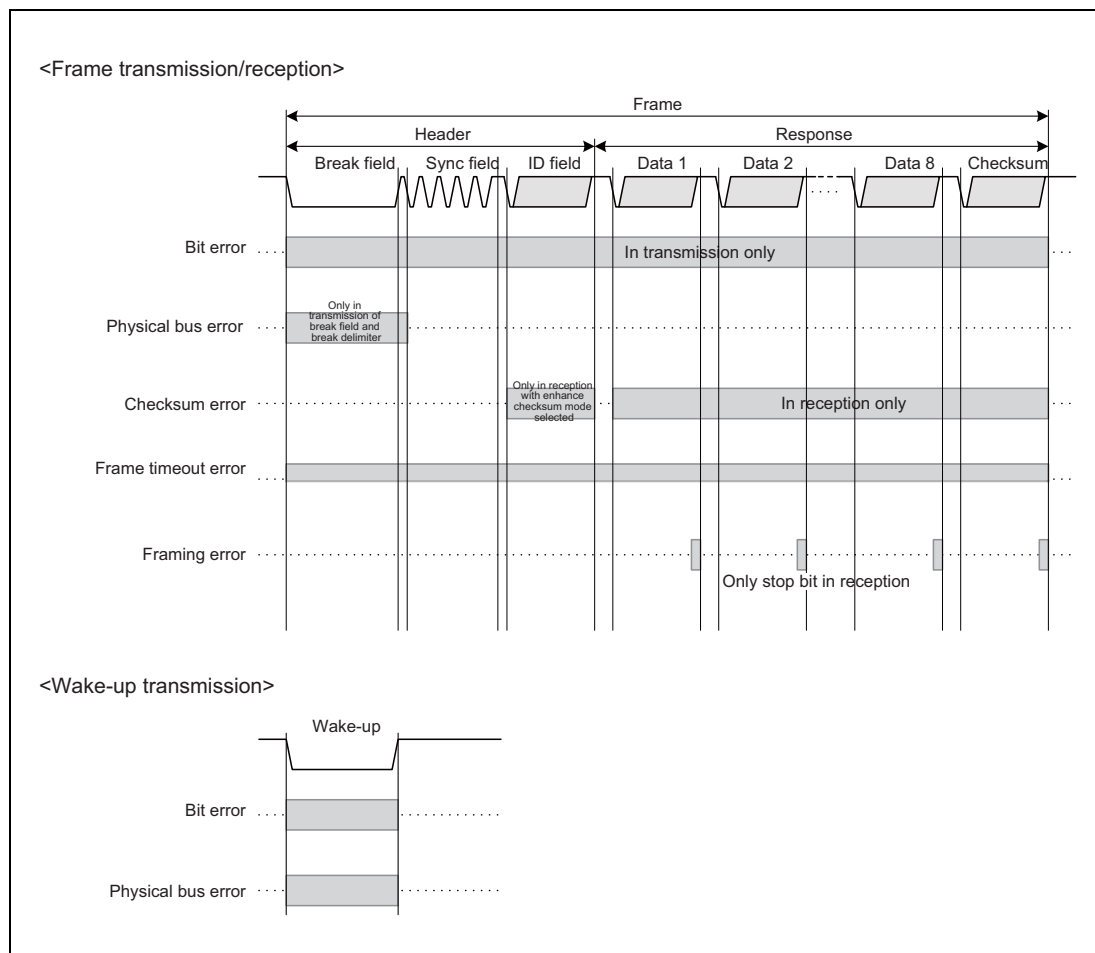 <Frame transmission/reception>
Frame
Header
Response
Break field
Sync field
ID field
Data 1
Data 2
Data 8
Checksum
Bit error
In transmission only
Physical bus error
Only in
transmission of
break field and
break delimiter
Checksum error
Only in reception
with enhance
checksum mode
selected
In reception only
Frame timeout error
Framing error
Only stop bit in reception
<Wake-up transmission>
Wake-up
Bit error
Physical bus error